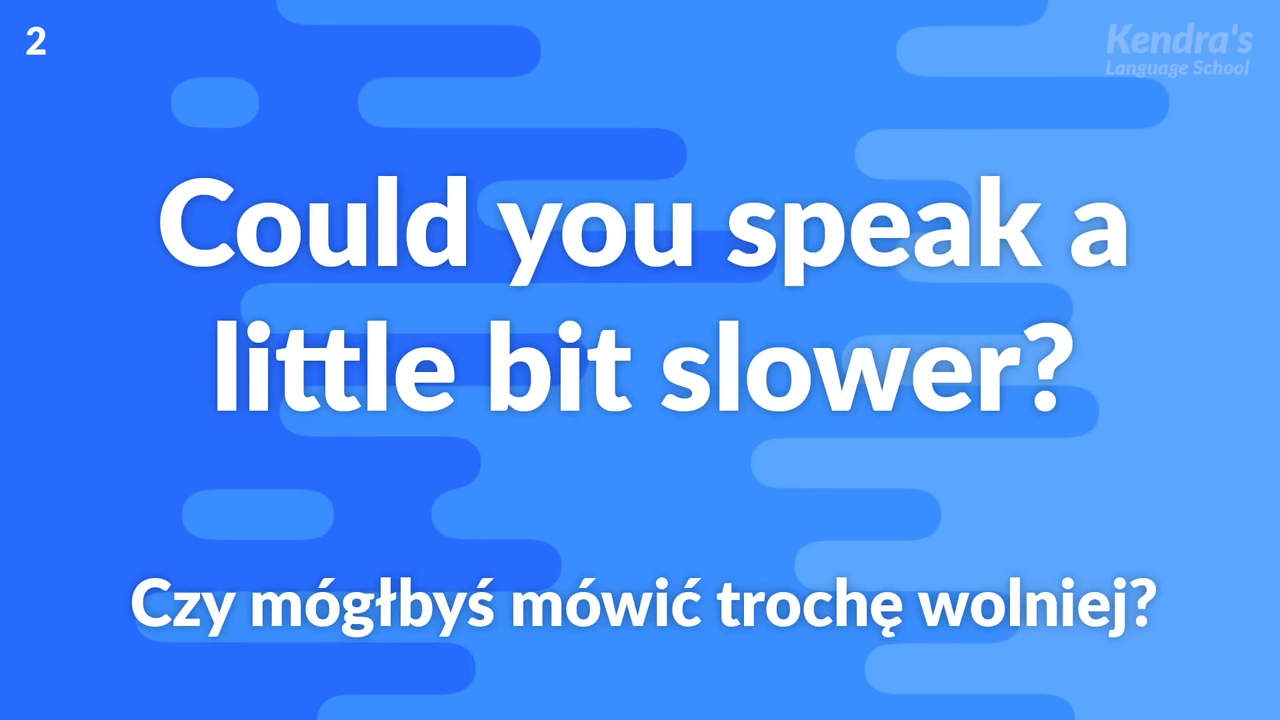 2
Kendra's
Language School
Could you speak a
little bit slower?
Czy mógłbyś mówić trochę wolniej?